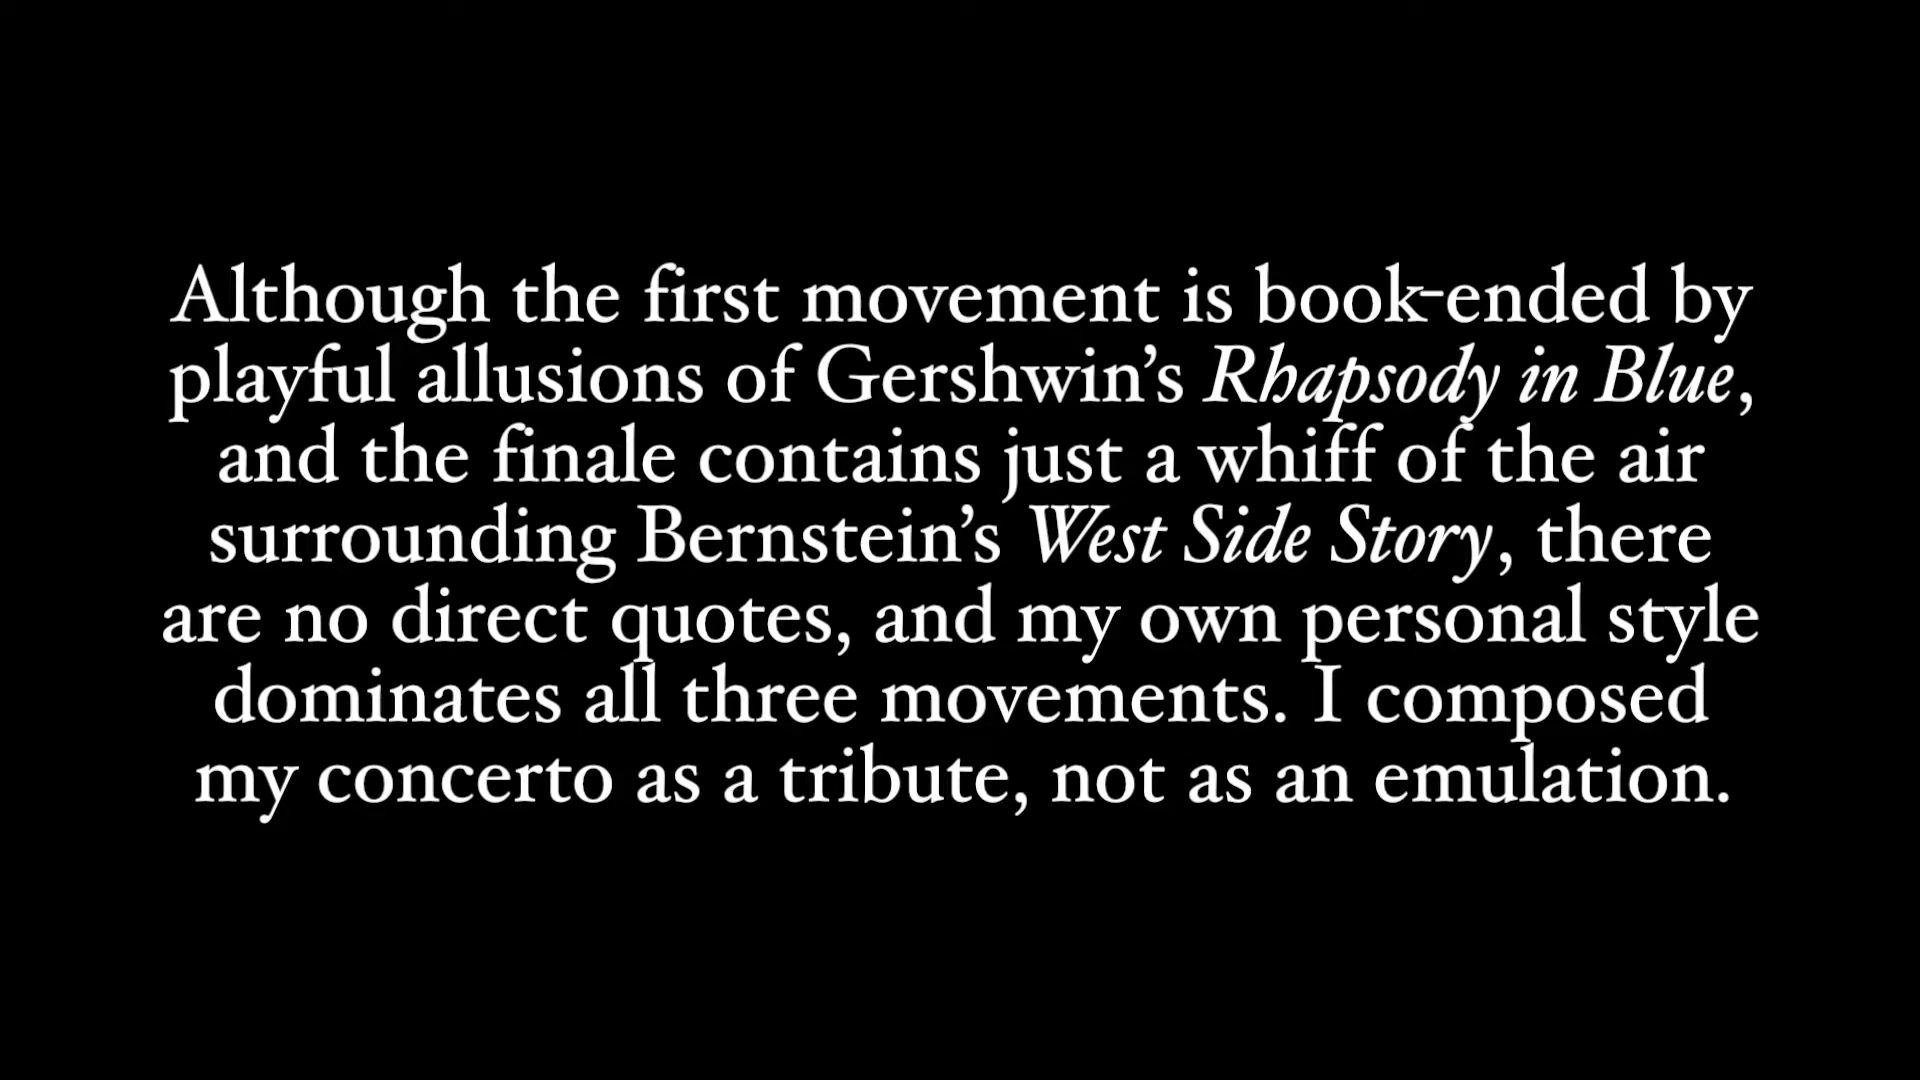 Although the first movement is book-ended by
playful allusions of Gershwin’s Rhapsody in Blue,
and the finale contains just a whiff of the air
surrounding Bernstein’s West Side Story, there
are no direct quotes, and my own personal style
dominates all three movements. I composed
my concerto as a tribute, not as an emulation.